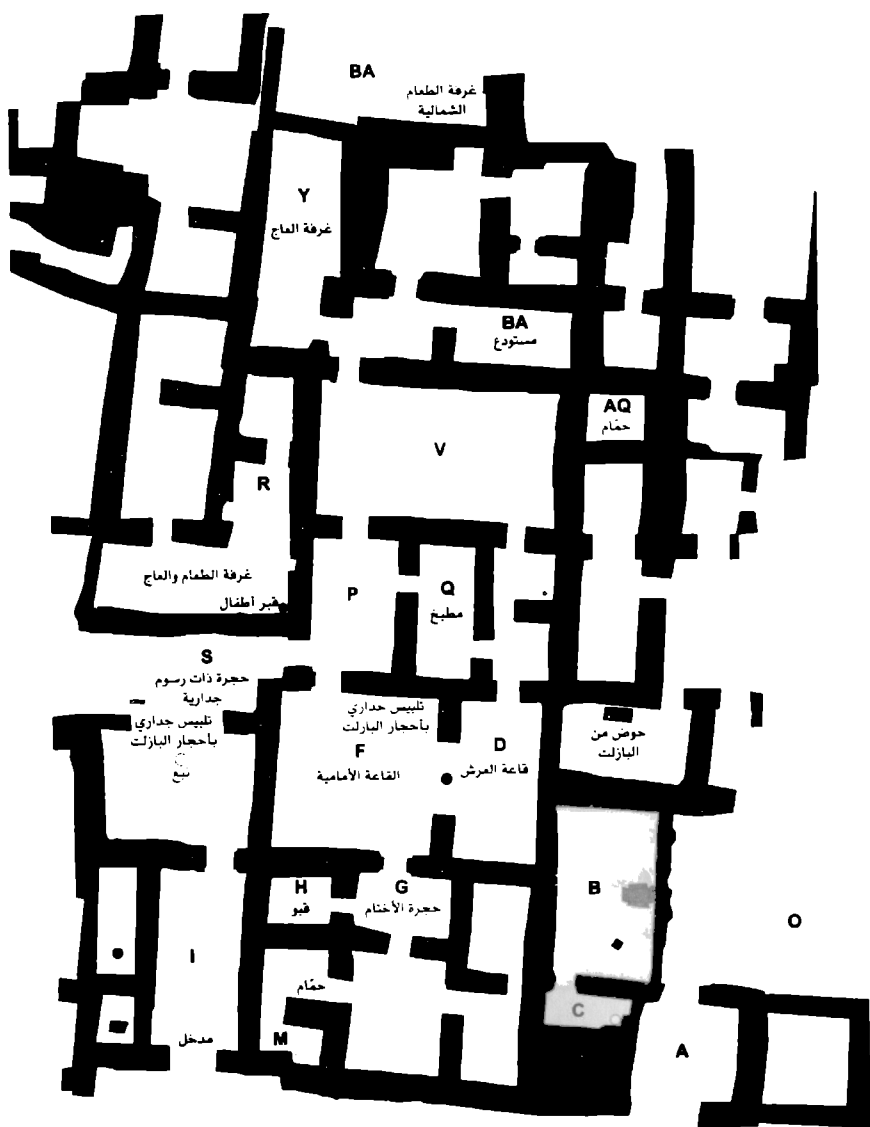 BA
غرفة الطعام
الشمالية
Y
غرفة العاج
BA
مستودع
AQ
حمّام
V
R
غرفة الطعام والعاج
P
Q
مطبخ
قبر أطفال
S
حجرة ذات رسوم
جدارية
تلبيس جداري
بأحجار البازلت
نبع
تلبيس جداري
بأحجار البازلت
F
القاعة الأمامية
D
قاعة العرش
حوض من
البازلت
B
H
قبو
G
حجرة الأختام
O
I
حمّام
C
مدخل
M
A